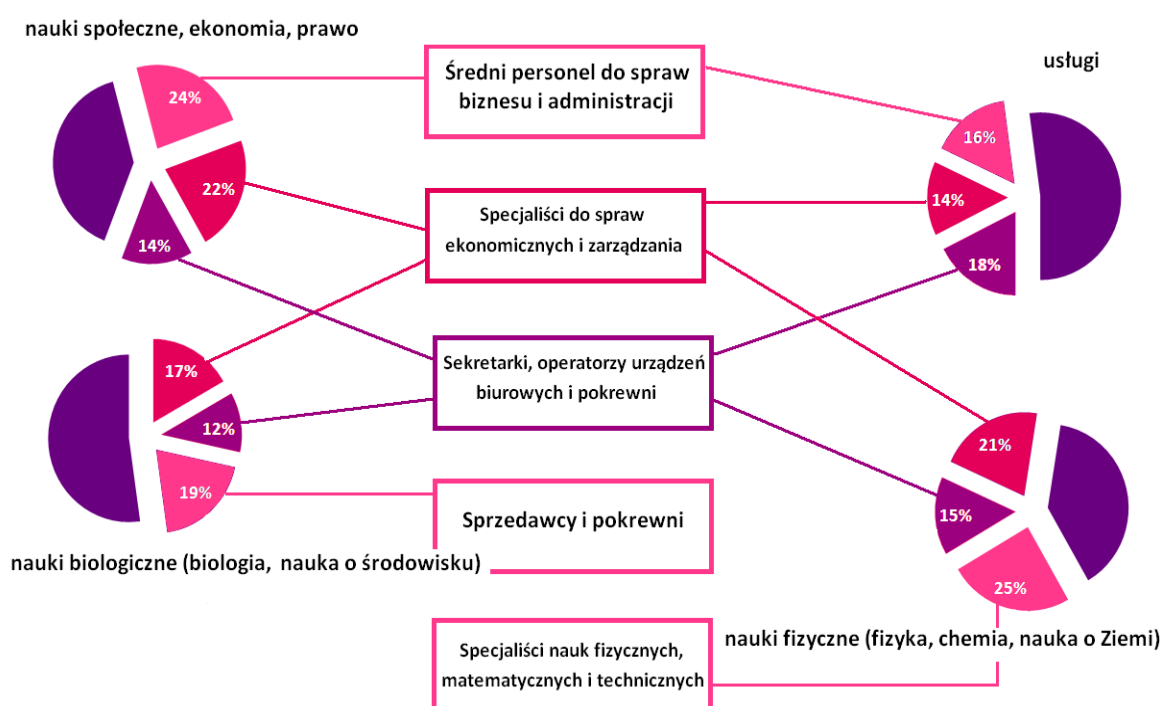 nauki społeczne, ekonomia, prawo
24%
22%
14%
Średni personel do spraw
biznesu i administracji
usługi
16%
14%
18%
Specjaliści do spraw
ekonomicznych i zarządzania
Sekretarki, operatorzy urządzeń
biurowych i pokrewni
17%
12%
19%
nauki biologiczne (biologia, nauka o środowisku)
Sprzedawcy i pokrewni
21%
15%
25%
nauki fizyczne (fizyka, chemia, nauka o Ziemi)
Specjaliści nauk fizycznych,
matematycznych i technicznych